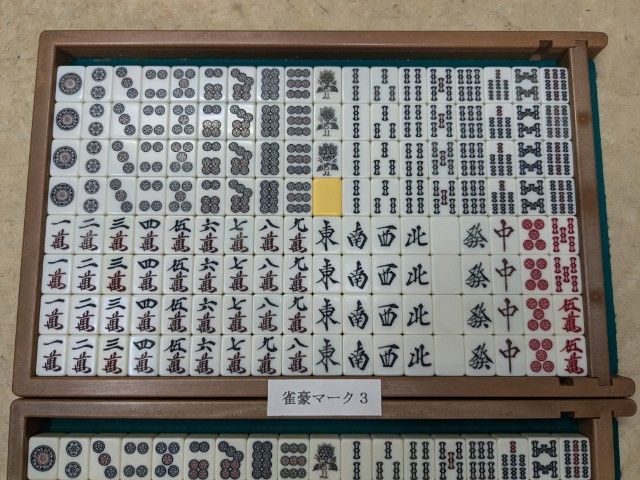 一萬 二萬 三萬 四萬 伍萬 六萬 七萬 八萬 九萬 東 南 西 北 發 中
一萬 二萬 三萬 四萬 伍萬 六萬 七萬 八萬 九萬 東 南 西 北 發 中
一萬 二萬 三萬 四萬 伍萬 六萬 七萬 八萬 九萬 東 南 西 北 發 中 伍萬
一萬 二萬 三萬 四萬 伍萬 六萬 七萬 九萬 八萬 東 南 西 北 發 中 伍萬
雀豪マーク3